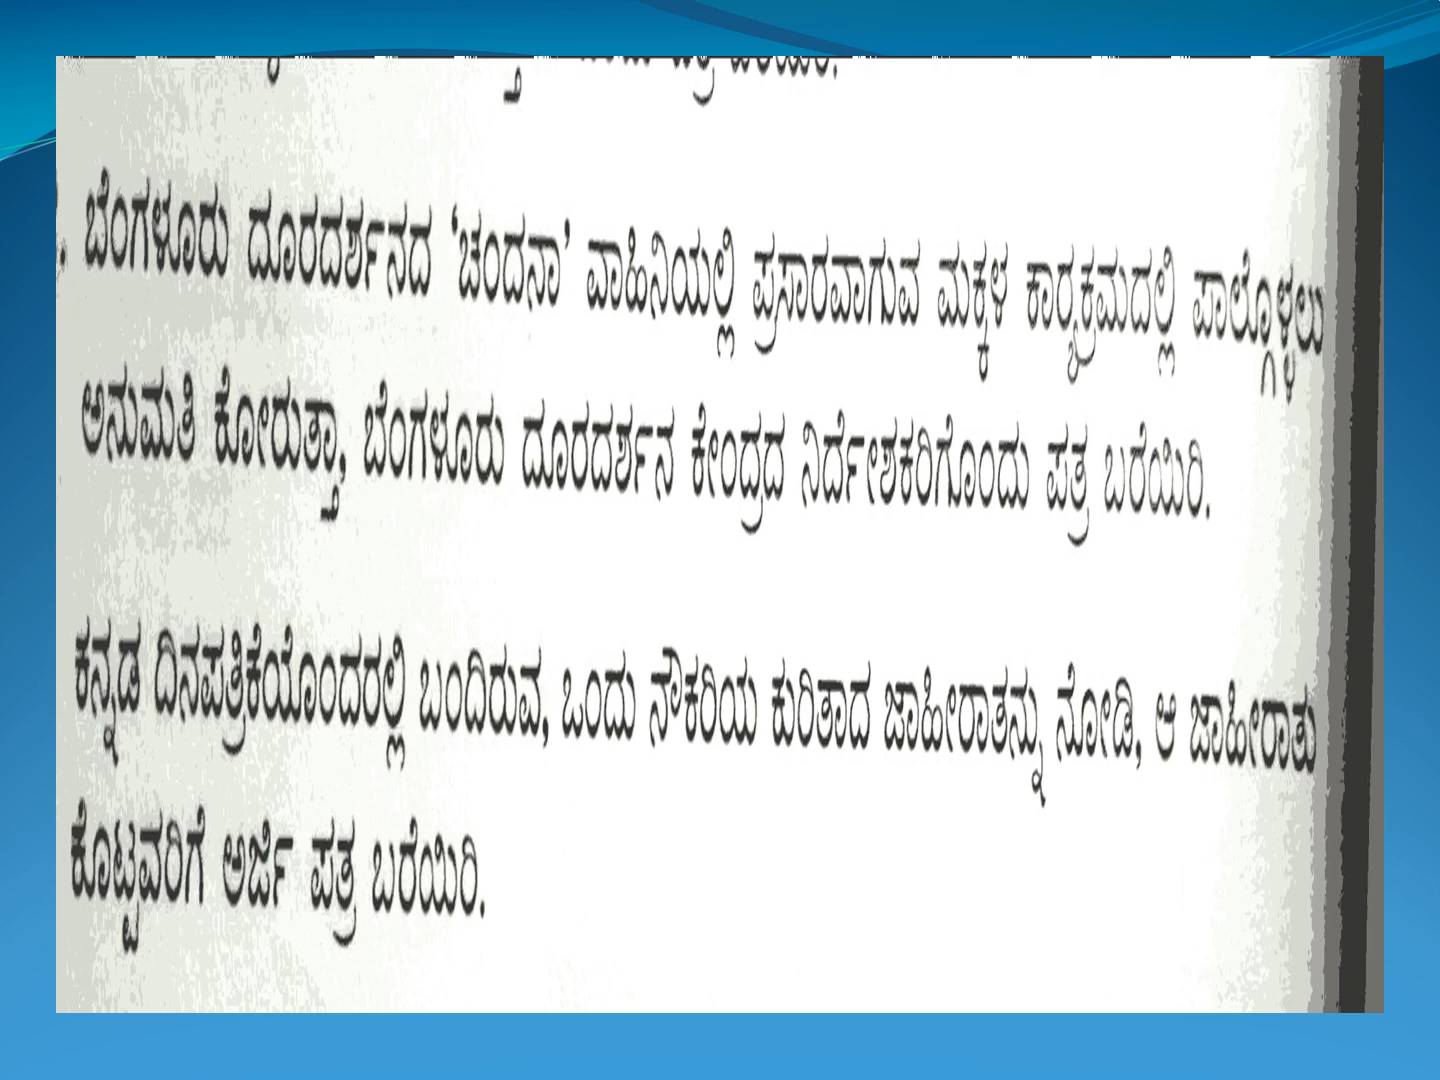 ಬೆಂಗಳೂರು ದೂರದರ್ಶನದ ‘ಚಂದನಾ’ ವಾಹಿನಿಯಲ್ಲಿ ಪ್ರಸಾರವಾಗುವ ಮಕ್ಕಳ ಕಾರ್ಯಕ್ರಮದಲ್ಲಿ ಪಾಲ್ಗೊಳ್ಳಲು
ಅನುಮತಿ ಕೋರುತ್ತಾ, ಬೆಂಗಳೂರು ದೂರದರ್ಶನ ಕೇಂದ್ರದ ನಿರ್ದೇಶಕರಿಗೊಂದು ಪತ್ರ ಬರೆಯಿರಿ.
ಕನ್ನಡ ದಿನಪತ್ರಿಕೆಯೊಂದರಲ್ಲಿ ಬಂದಿರುವ, ಒಂದು ನೌಕರಿಯ ಕುರಿತಾದ ಜಾಹೀರಾತನ್ನು ನೋಡಿ, ಆ ಜಾಹೀರಾತು
ಕೊಟ್ಟವರಿಗೆ ಅರ್ಜಿ ಪತ್ರ ಬರೆಯಿರಿ.